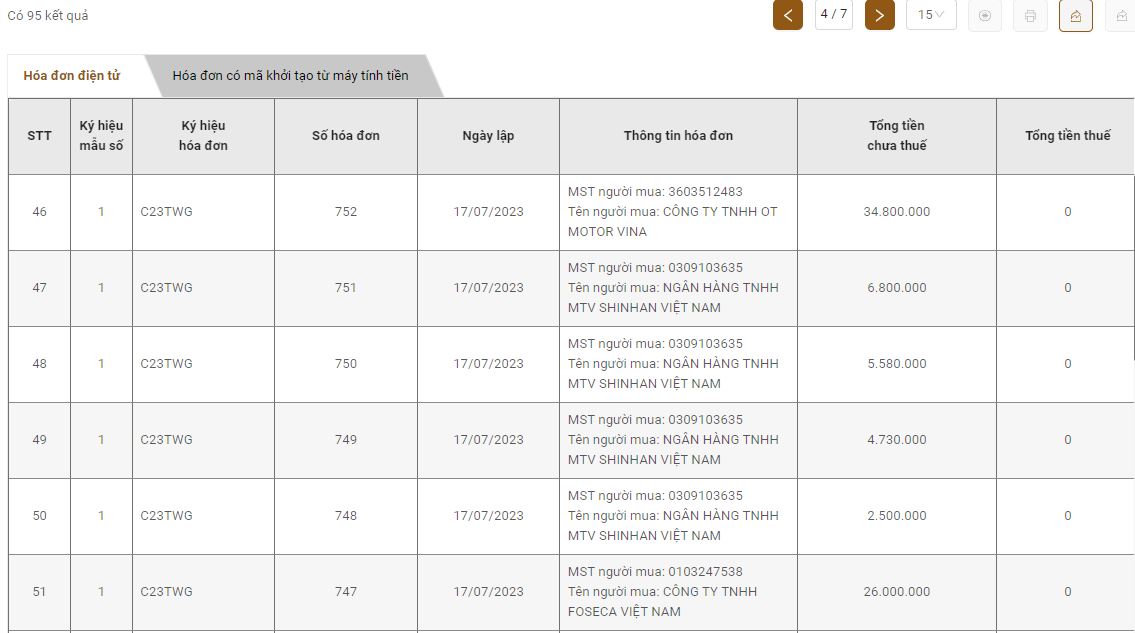 Có 95 kết quả
4 / 7
15
Hóa đơn điện tử
Hóa đơn có mã khởi tạo từ máy tính tiền
STT
Ký hiệu
mẫu số
Ký hiệu
hóa đơn
Số hóa đơn
Ngày lập
Thông tin hóa đơn
Tổng tiền
chưa thuế
Tổng tiền thuế
46
1
C23TWG
752
17/07/2023
MST người mua: 3603512483
Tên người mua: CÔNG TY TNHH OT
MOTOR VINA
34.800.000
0
47
1
C23TWG
751
17/07/2023
MST người mua: 0309103635
Tên người mua: NGÂN HÀNG TNHH
MTV SHINHAN VIỆT NAM
6.800.000
0
48
1
C23TWG
750
17/07/2023
MST người mua: 0309103635
Tên người mua: NGÂN HÀNG TNHH
MTV SHINHAN VIỆT NAM
5.580.000
0
49
1
C23TWG
749
17/07/2023
MST người mua: 0309103635
Tên người mua: NGÂN HÀNG TNHH
MTV SHINHAN VIỆT NAM
4.730.000
0
50
1
C23TWG
748
17/07/2023
MST người mua: 0309103635
Tên người mua: NGÂN HÀNG TNHH
MTV SHINHAN VIỆT NAM
2.500.000
0
51
1
C23TWG
747
17/07/2023
MST người mua: 0103247538
Tên người mua: CÔNG TY TNHH
FOSECA VIỆT NAM
26.000.000
0